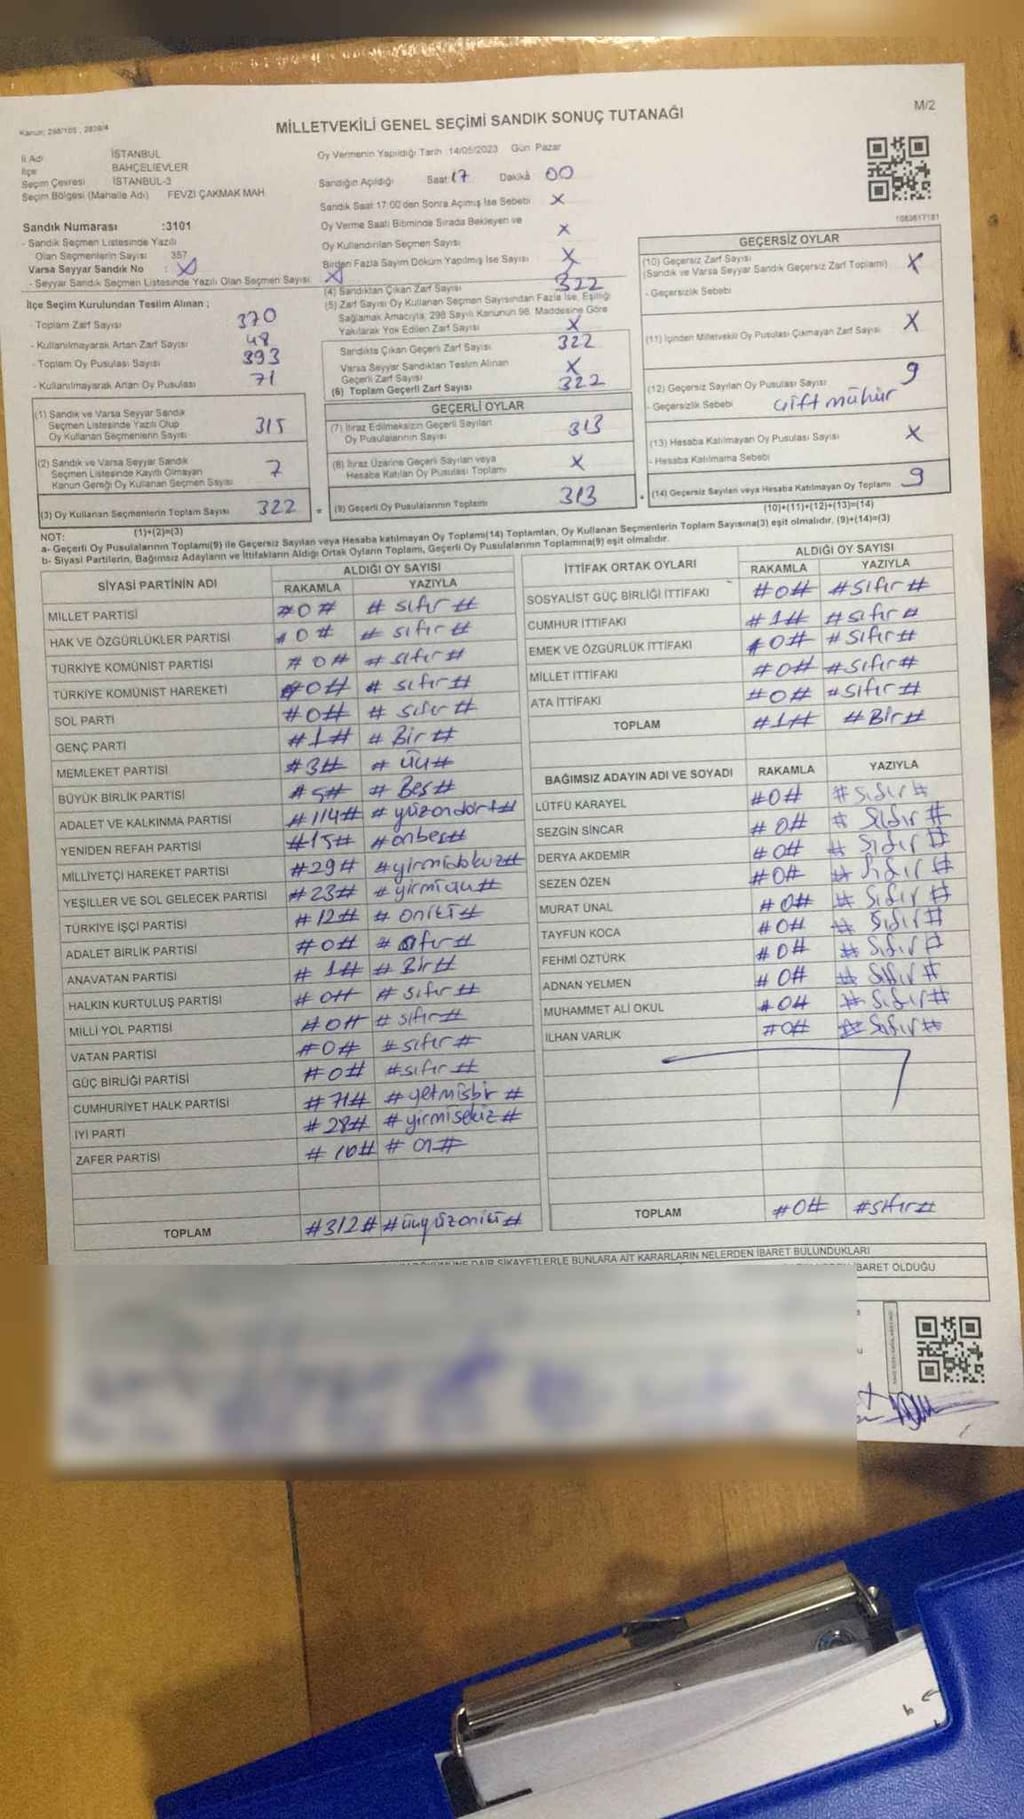 Kanun: 298/105 , 2839/4
MİLLETVEKİLİ GENEL SEÇİMİ SANDIK SONUÇ TUTANAĞI
M/2
İl Adı İSTANBUL
İlçe BAHÇELİEVLER
Seçim Çevresi İSTANBUL-3
Seçim Bölgesi (Mahalle Adı) FEVZİ ÇAKMAK MAH.
Sandık Numarası :3101
- Sandık Seçmen Listesinde Yazılı
Olan Seçmenlerin Sayısı 357
Varsa Seyyar Sandık No : X
- Seyyar Sandık Seçmen Listesinde Yazılı Olan Seçmen Sayısı: X
İlçe Seçim Kurulundan Teslim Alınan ;
- Toplam Zarf Sayısı 370
- Kullanılmayarak Artan Zarf Sayısı 48
- Toplam Oy Pusulası Sayısı 393
- Kullanılmayarak Artan Oy Pusulası 71
(1) Sandık ve Varsa Seyyar Sandık
Seçmen Listesinde Yazılı Olup
Oy Kullanan Seçmenlerin Sayısı 315
(2) Sandık ve Varsa Seyyar Sandık
Seçmen Listesinde Kayıtlı Olmayan
Kanun Gereği Oy Kullanan Seçmen Sayısı 7
(3) Oy Kullanan Seçmenlerin Toplam Sayısı 322
(1)+(2)=(3)
Oy Vermenin Yapıldığı Tarih :14/05/2023 Gün: Pazar
Sandığın Açıldığı Saat 17 Dakika 00
Sandık Saat 17:00'den Sonra Açılmış İse Sebebi X
Oy Verme Saati Bitiminde Sırada Bekleyen ve
Oy Kullandırılan Seçmen Sayısı X
Birden Fazla Sayım Döküm Yapılmış İse Sayısı X
(4) Sandıktan Çıkan Zarf Sayısı 322
(5) Zarf Sayısı Oy Kullanan Seçmen Sayısından Fazla İse, Eşitliği
Sağlamak Amacıyla, 298 Sayılı Kanunun 98. Maddesine Göre
Yakılarak Yok Edilen Zarf Sayısı X
Sandıkta Çıkan Geçerli Zarf Sayısı 322
Varsa Seyyar Sandıktan Teslim Alınan
Geçerli Zarf Sayısı X
(6) Toplam Geçerli Zarf Sayısı 322
GEÇERLİ OYLAR
(7) İtiraz Edilmeksizin Geçerli Sayılan
Oy Pusulalarının Sayısı 313
(8) İtiraz Üzerine Geçerli Sayılan veya
Hesaba Katılan Oy Pusulası Toplamı X
= (9) Geçerli Oy Pusulalarının Toplamı 313
1083617181
GEÇERSİZ OYLAR
(10) Geçersiz Zarf Sayısı
(Sandık ve Varsa Seyyar Sandık Geçersiz Zarf Toplamı) X
- Geçersizlik Sebebi
(11) İçinden Milletvekili Oy Pusulası Çıkmayan Zarf Sayısı X
(12) Geçersiz Sayılan Oy Pusulası Sayısı 9
- Geçersizlik Sebebi Çift mühür
(13) Hesaba Katılmayan Oy Pusulası Sayısı X
- Hesaba Katılmama Sebebi
+ (14) Geçersiz Sayılan veya Hesaba Katılmayan Oy Toplamı 9
(10)+(11)+(12)+(13)=(14)
NOT:
a- Geçerli Oy Pusulalarının Toplamı(9) ile Geçersiz Sayılan veya Hesaba katılmayan Oy Toplamı(14) Toplamları, Oy Kullanan Seçmenlerin Toplam Sayısına(3) eşit olmalıdır. (9)+(14)=(3)
b- Siyasi Partilerin, Bağımsız Adayların ve İttifakların Aldığı Ortak Oyların Toplamı, Geçerli Oy Pusulalarının Toplamına(9) eşit olmalıdır.
SİYASİ PARTİNİN ADI ALDIĞI OY SAYISI
RAKAMLA YAZIYLA
MİLLET PARTİSİ #0# # sıfır #
HAK VE ÖZGÜRLÜKLER PARTİSİ #0# # sıfır #
TÜRKİYE KOMÜNİST PARTİSİ #0# # sıfır #
TÜRKİYE KOMÜNİST HAREKETİ #0# # sıfır #
SOL PARTİ #0# # sıfır #
GENÇ PARTİ #1# # Bir #
MEMLEKET PARTİSİ #3# # üç #
BÜYÜK BİRLİK PARTİSİ #5# # Beş #
ADALET VE KALKINMA PARTİSİ #114# # yüzondört #
YENİDEN REFAH PARTİSİ #15# #onbeş#
MİLLİYETÇİ HAREKET PARTİSİ #29# #yirmidokuz#
YEŞİLLER VE SOL GELECEK PARTİSİ #23# #yirmiüç#
TÜRKİYE İŞÇİ PARTİSİ #12# # oniki #
ADALET BİRLİK PARTİSİ #0# # sıfır #
ANAVATAN PARTİSİ # 1# # Bir #
HALKIN KURTULUŞ PARTİSİ # 0# # sıfır #
MİLLİ YOL PARTİSİ #0# # sıfır#
VATAN PARTİSİ #0# #sıfır #
GÜÇ BİRLİĞİ PARTİSİ #0# #sıfır #
CUMHURİYET HALK PARTİSİ #71# #yetmişbir #
İYİ PARTİ #28# #yirmisekiz #
ZAFER PARTİSİ # 10# # on #
TOPLAM #312# #üçyüzoniki#
İTTİFAK ORTAK OYLARI ALDIĞI OY SAYISI
RAKAMLA YAZIYLA
SOSYALİST GÜÇ BİRLİĞİ İTTİFAKI #0# #sıfır #
CUMHUR İTTİFAKI #1# #sıfır #
EMEK VE ÖZGÜRLÜK İTTİFAKI #0# #sıfır #
MİLLET İTTİFAKI #0# #sıfır#
ATA İTTİFAKI #0# #sıfır #
TOPLAM #1# #Bir#
BAĞIMSIZ ADAYIN ADI VE SOYADI RAKAMLA YAZIYLA
LÜTFÜ KARAYEL #0# # sıfır #
SEZGİN SİNCAR # 0# # sıfır #
DERYA AKDEMİR # 0# # sıfır #
SEZEN ÖZEN #0# # sıfır #
MURAT ÜNAL # 0# # sıfır #
TAYFUN KOCA #0# # sıfır #
FEHMİ ÖZTÜRK # 0# # sıfır #
ADNAN YELMEN # 0# # sıfır #
MUHAMMET ALİ OKUL #0# # sıfır #
İLHAN VARLIK #0# # sıfır #
TOPLAM #0# #sıfır#
DAİR ŞİKAYETLERLE BUNLARA AİT KARARLARIN NELERDEN İBARET BULUNDUKLARI
İBARET OLDUĞU